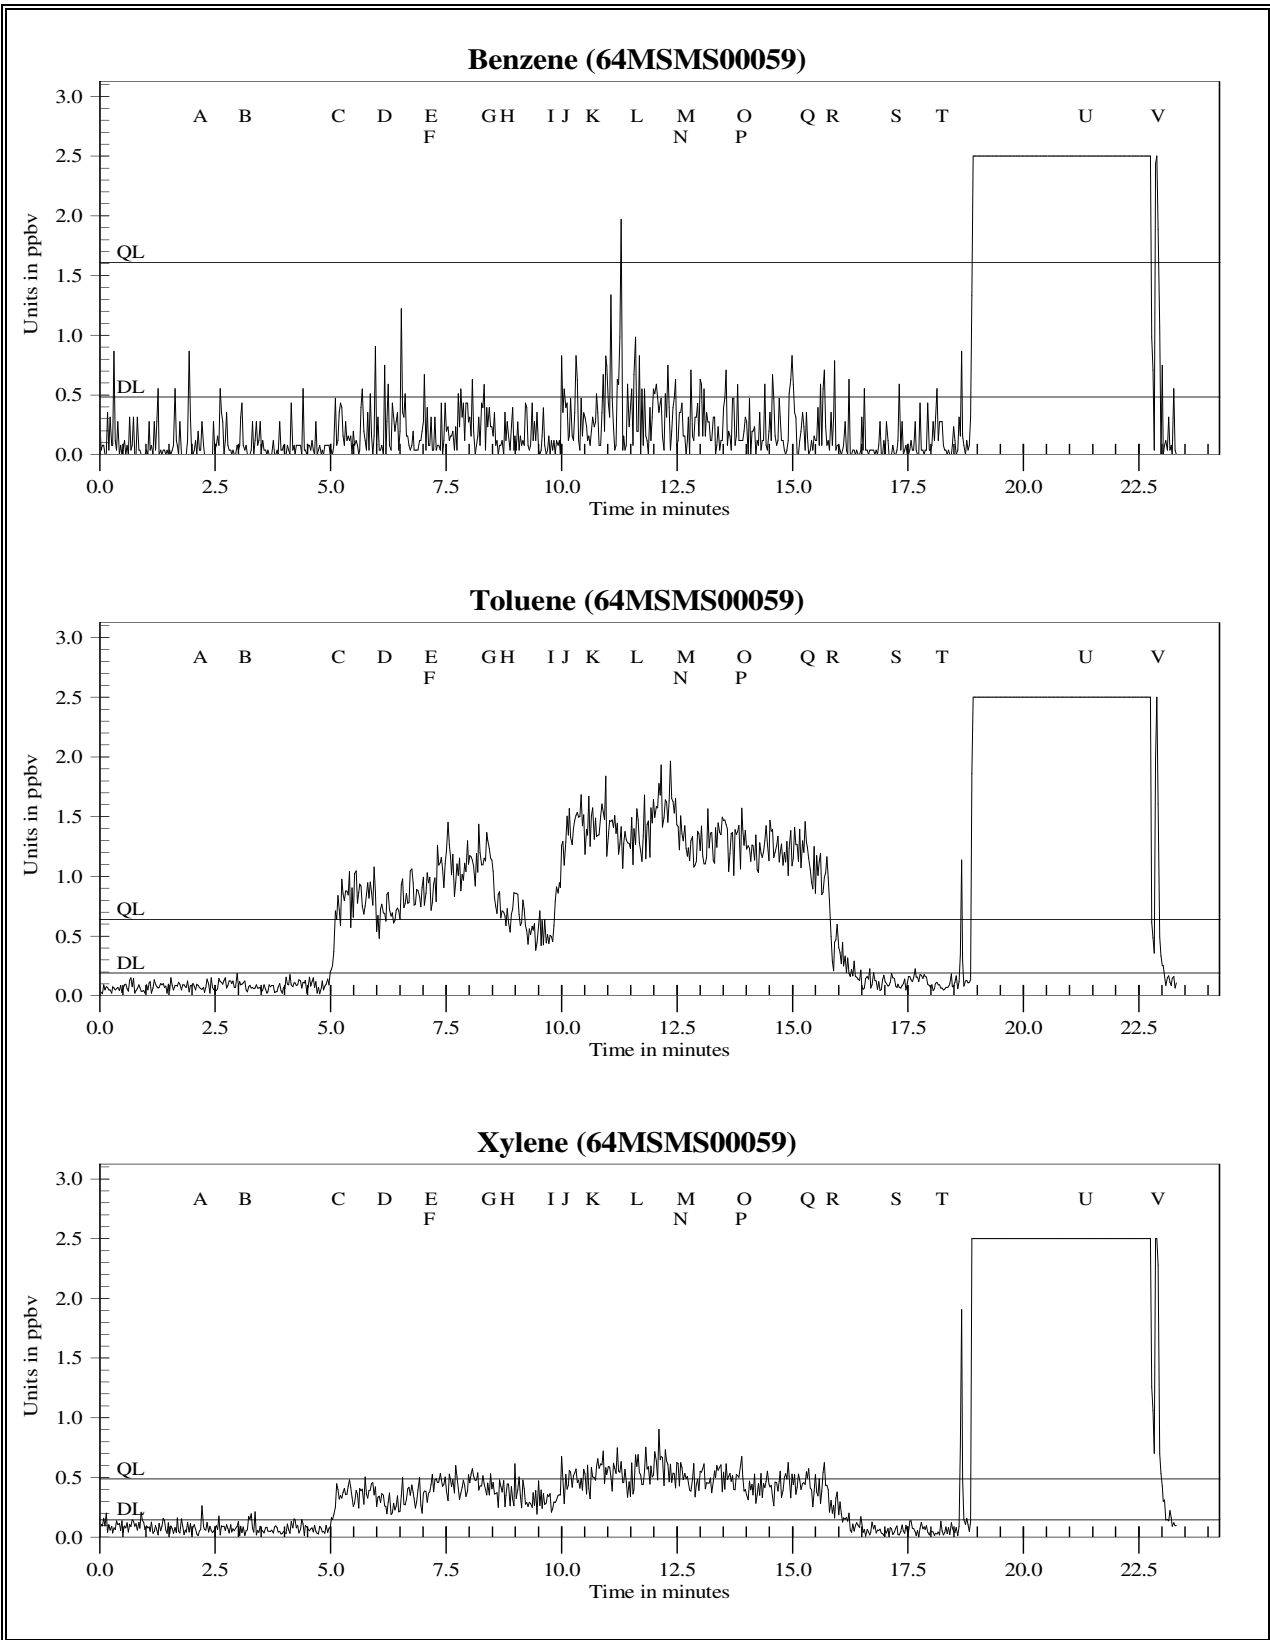 Benzene (64MSMS00059)
3.0
A B C D E G H I J K L M O Q R S T U V
F N P
2.5
2.0
QL
1.5
1.0
DL
0.5
0.0
Units in ppbv
0.0 2.5 5.0 7.5 10.0 12.5 15.0 17.5 20.0 22.5
Time in minutes
Toluene (64MSMS00059)
3.0
A B C D E G H I J K L M O Q R S T U V
F N P
2.5
2.0
1.5
1.0
QL
0.5
DL
0.0
Units in ppbv
0.0 2.5 5.0 7.5 10.0 12.5 15.0 17.5 20.0 22.5
Time in minutes
Xylene (64MSMS00059)
3.0
A B C D E G H I J K L M O Q R S T U V
F N P
2.5
2.0
1.5
1.0
QL
0.5
DL
0.0
Units in ppbv
0.0 2.5 5.0 7.5 10.0 12.5 15.0 17.5 20.0 22.5
Time in minutes